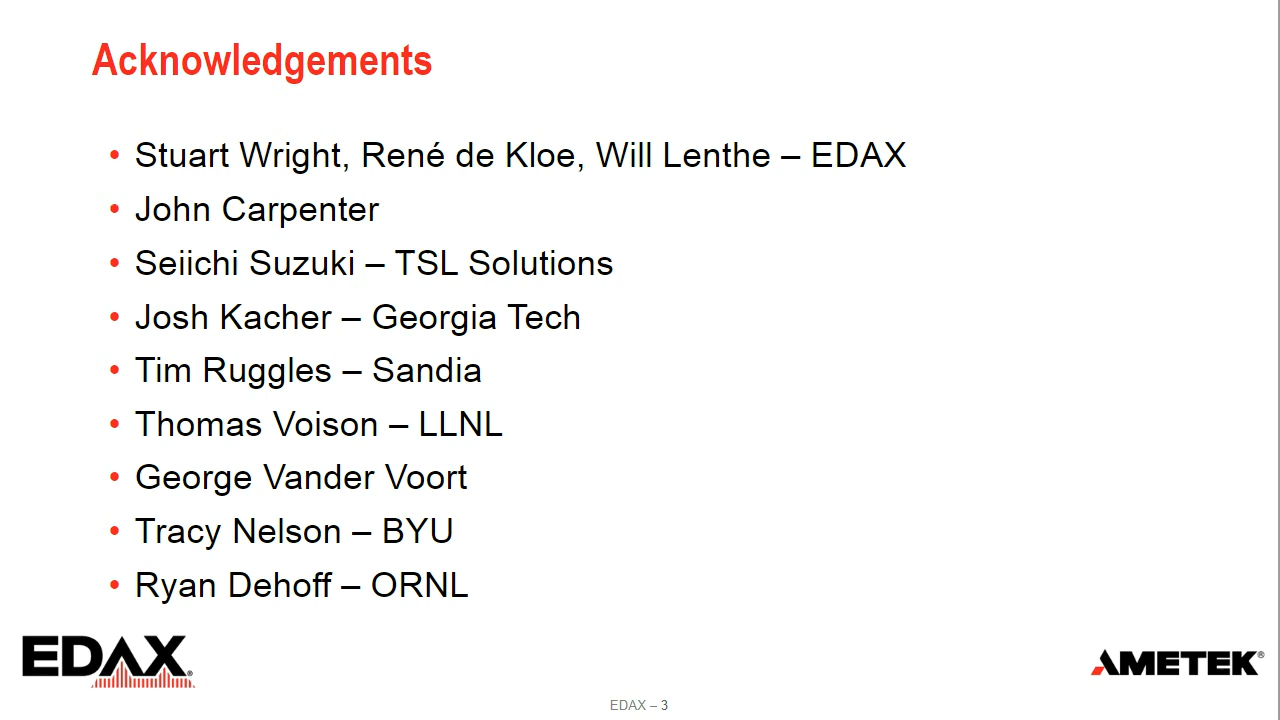 Acknowledgements
• Stuart Wright, René de Kloe, Will Lenthe – EDAX
• John Carpenter
• Seiichi Suzuki – TSL Solutions
• Josh Kacher – Georgia Tech
• Tim Ruggles – Sandia
• Thomas Voison – LLNL
• George Vander Voort
• Tracy Nelson – BYU
• Ryan Dehoff – ORNL
EDAX®
AMETEK®
EDAX – 3